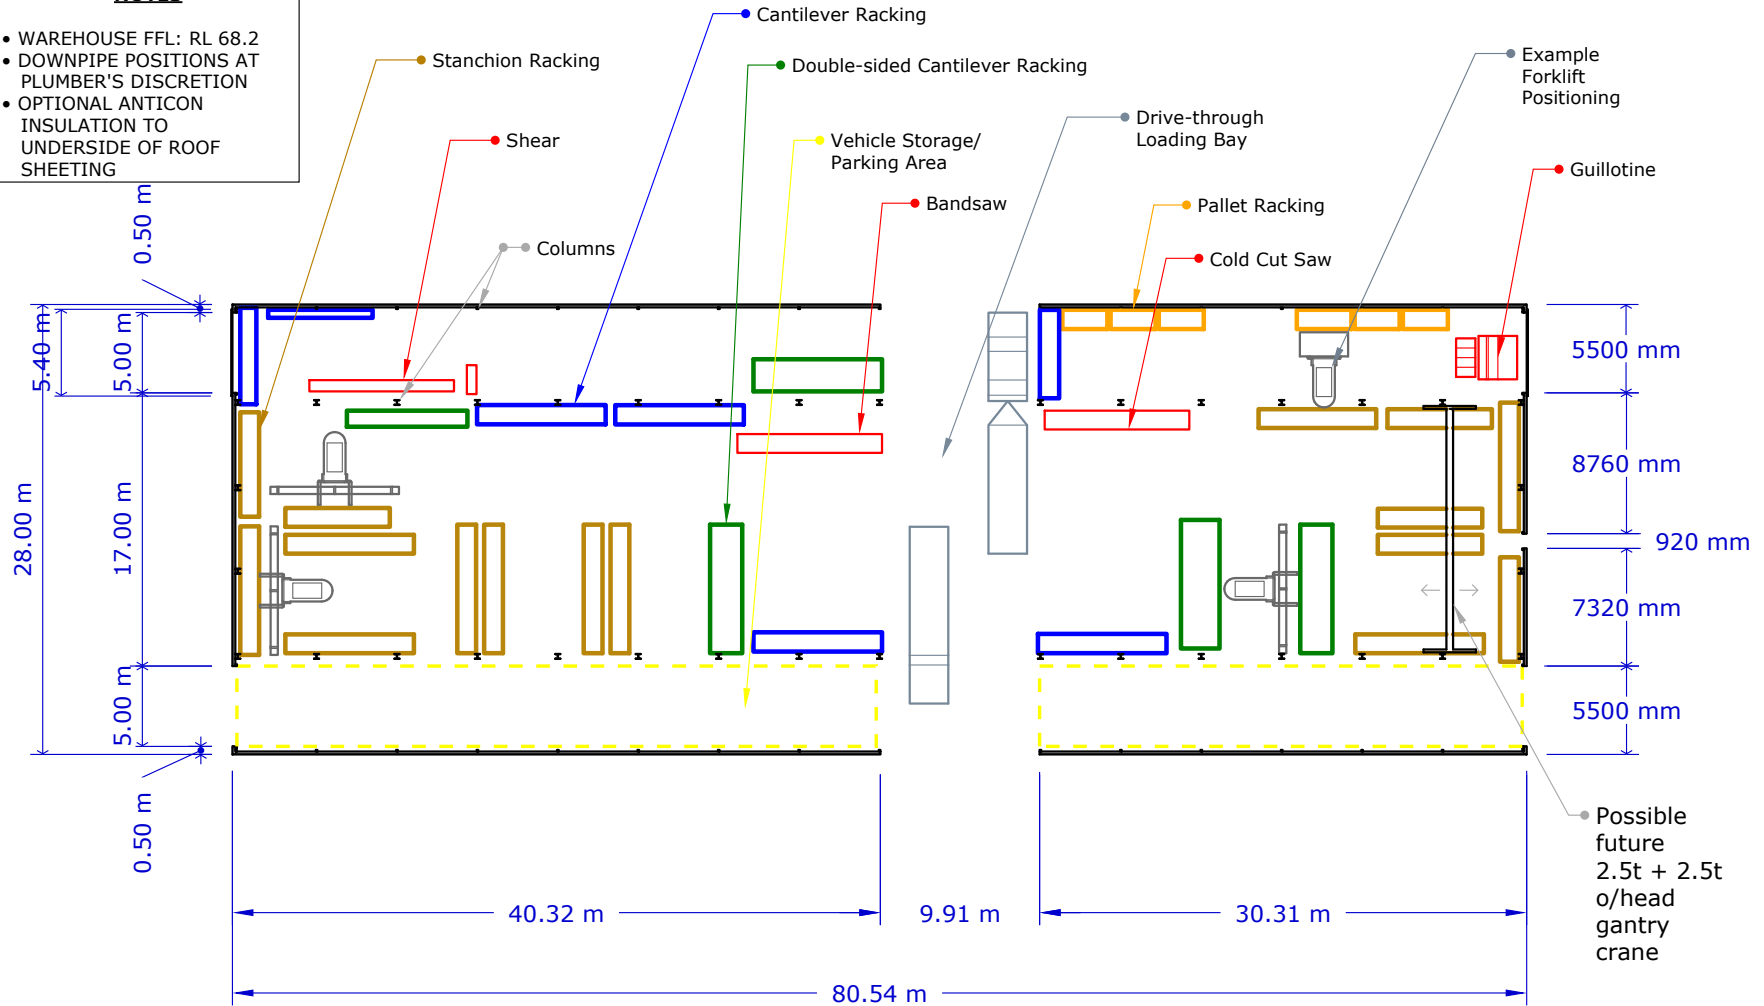 NOTES
• WAREHOUSE FFL: RL 68.2
• DOWNPIPE POSITIONS AT
PLUMBER'S DISCRETION
• OPTIONAL ANTICON
INSULATION TO
UNDERSIDE OF ROOF
SHEETING
Cantilever Racking
Stanchion Racking
Double-sided Cantilever Racking
Example
Forklift
Positioning
Drive-through
Loading Bay
Shear
Vehicle Storage/
Parking Area
Guillotine
Bandsaw
Pallet Racking
Columns
Cold Cut Saw
0.50 m
5.40 m
5.00 m
28.00 m
17.00 m
5.00 m
0.50 m
5500 mm
8760 mm
920 mm
7320 mm
5500 mm
Possible
future
2.5t + 2.5t
o/head
gantry
crane
40.32 m
9.91 m
30.31 m
80.54 m